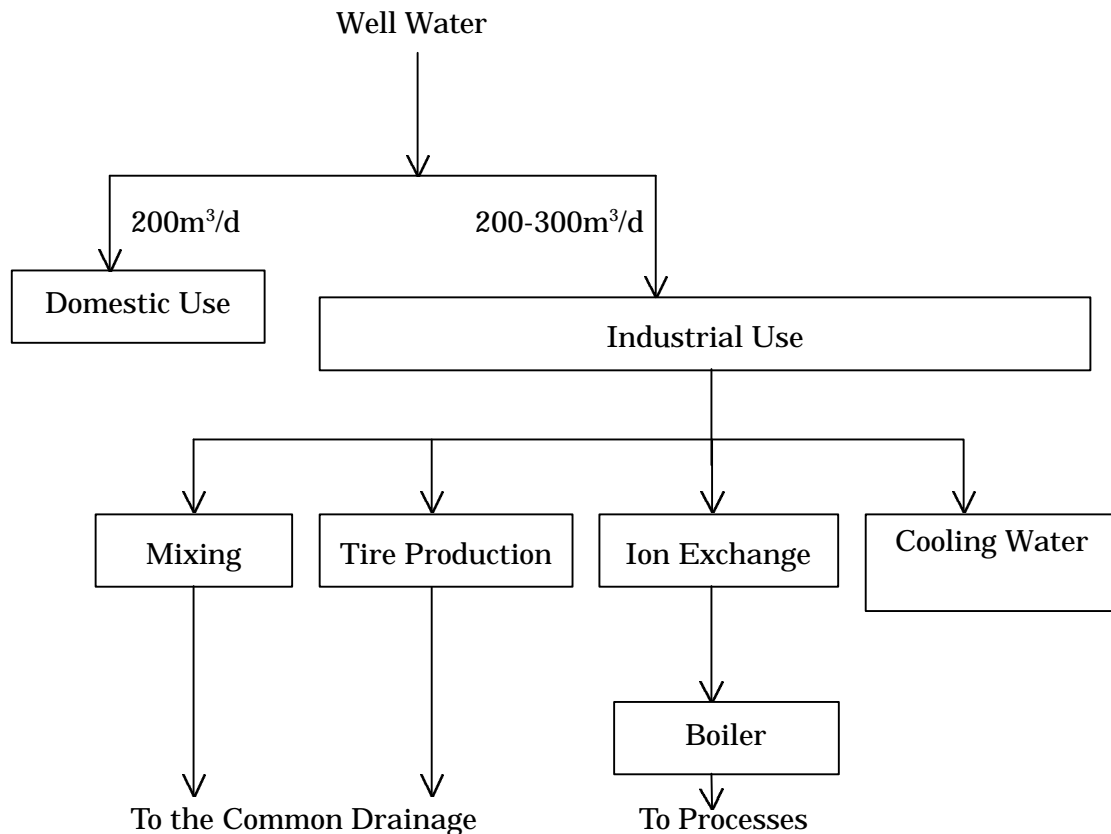 Well Water
200m³/d
200-300m³/d
Domestic Use
Industrial Use
Mixing
Tire Production
Ion Exchange
Cooling Water
Boiler
To the Common Drainage
To Processes